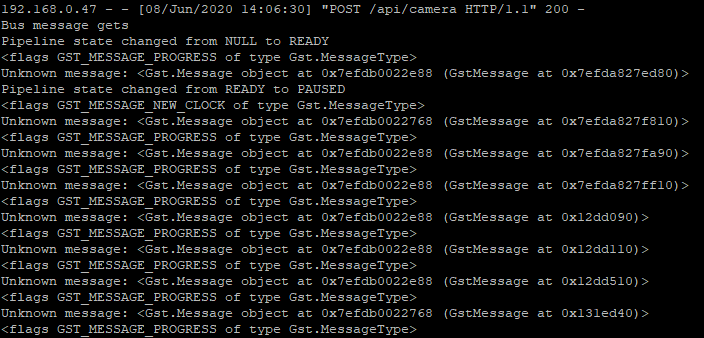 192.168.0.47 - - [08/Jun/2020 14:06:30] "POST /api/camera HTTP/1.1" 200 -
Bus message gets
Pipeline state changed from NULL to READY
<flags GST_MESSAGE_PROGRESS of type Gst.MessageType>
Unknown message: <Gst.Message object at 0x7efdb0022e88 (GstMessage at 0x7efda827ed80)>
Pipeline state changed from READY to PAUSED
<flags GST_MESSAGE_NEW_CLOCK of type Gst.MessageType>
Unknown message: <Gst.Message object at 0x7efdb0022768 (GstMessage at 0x7efda827f810)>
<flags GST_MESSAGE_PROGRESS of type Gst.MessageType>
Unknown message: <Gst.Message object at 0x7efdb0022e88 (GstMessage at 0x7efda827fa90)>
<flags GST_MESSAGE_PROGRESS of type Gst.MessageType>
Unknown message: <Gst.Message object at 0x7efdb0022768 (GstMessage at 0x7efda827ff10)>
<flags GST_MESSAGE_PROGRESS of type Gst.MessageType>
Unknown message: <Gst.Message object at 0x7efdb0022e88 (GstMessage at 0x12dd090)>
<flags GST_MESSAGE_PROGRESS of type Gst.MessageType>
Unknown message: <Gst.Message object at 0x7efdb0022e88 (GstMessage at 0x12dd110)>
<flags GST_MESSAGE_PROGRESS of type Gst.MessageType>
Unknown message: <Gst.Message object at 0x7efdb0022e88 (GstMessage at 0x12dd510)>
<flags GST_MESSAGE_PROGRESS of type Gst.MessageType>
Unknown message: <Gst.Message object at 0x7efdb0022768 (GstMessage at 0x131ed40)>
<flags GST_MESSAGE_PROGRESS of type Gst.MessageType>